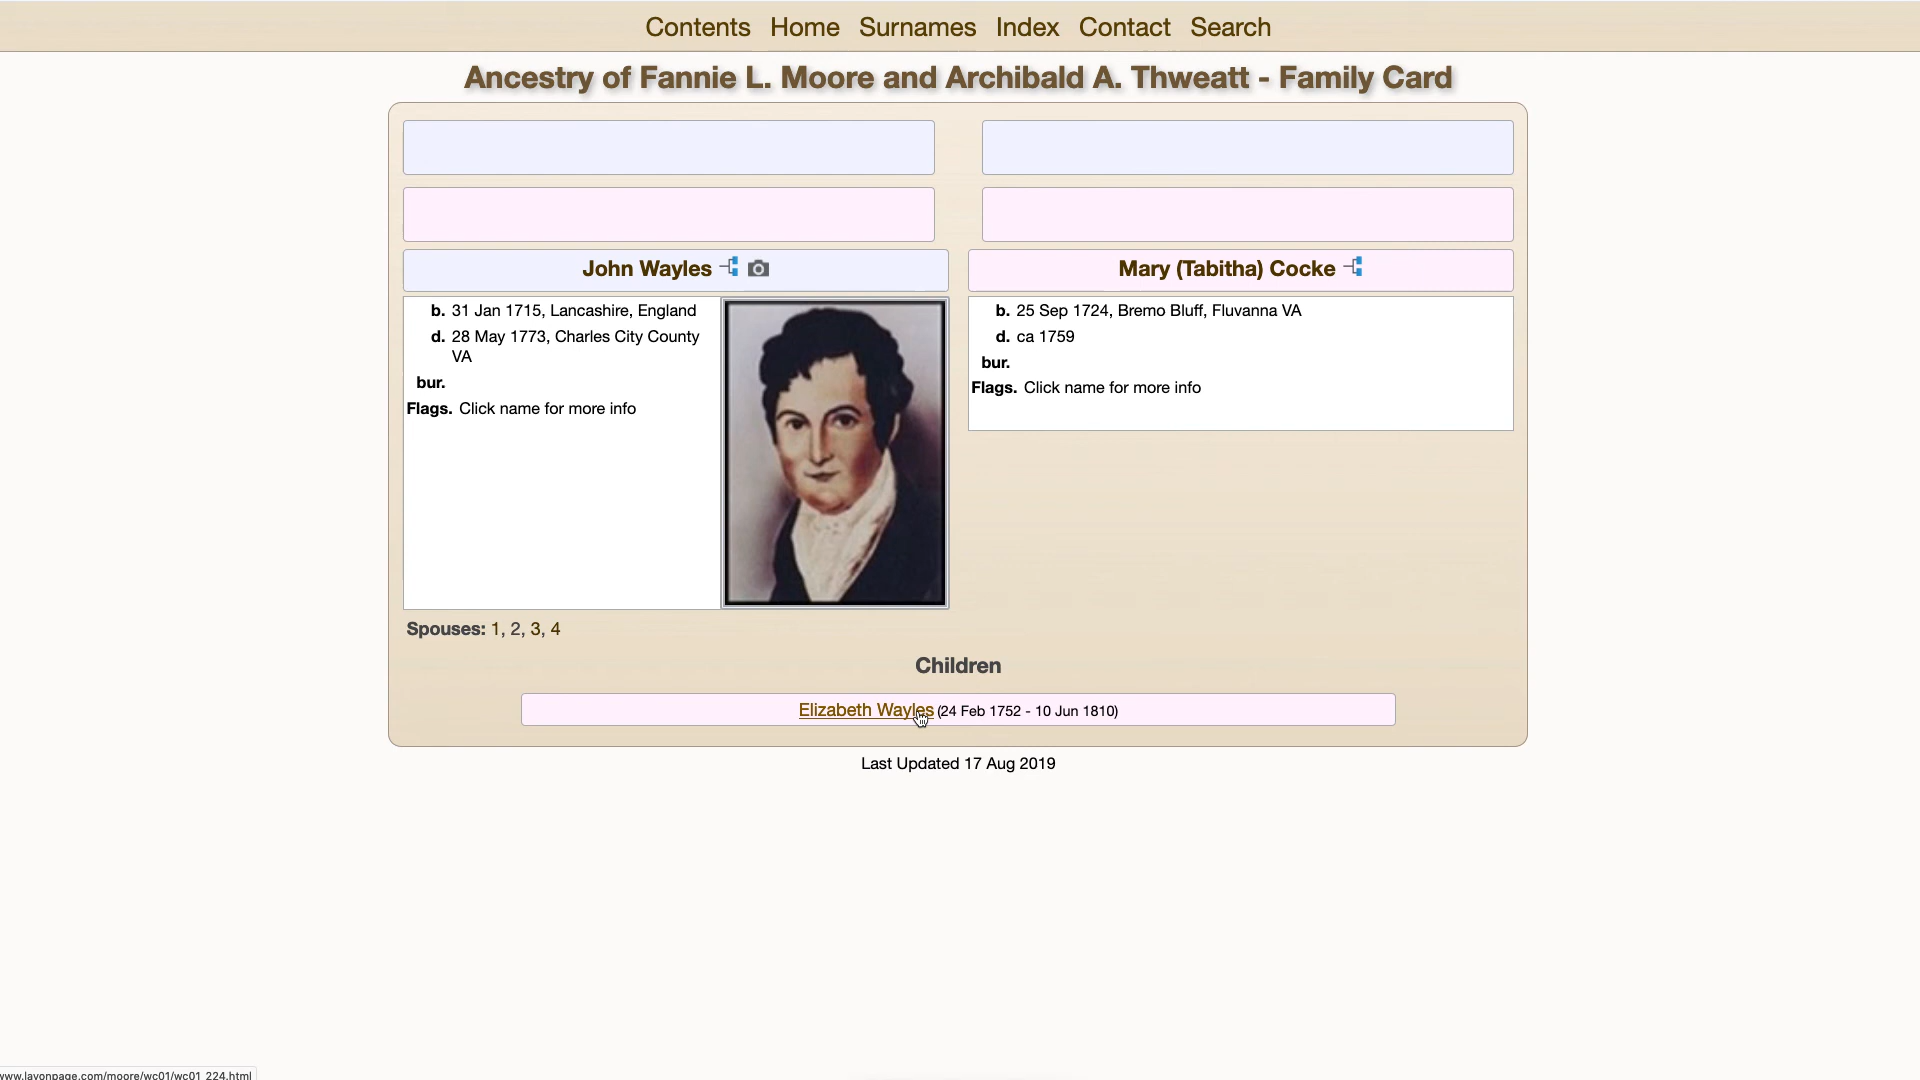 Contents Home Surnames Index Contact Search
Ancestry of Fannie L. Moore and Archibald A. Thweatt - Family Card
John Wayles
b. 31 Jan 1715, Lancashire, England
d. 28 May 1773, Charles City County
VA
bur.
Flags. Click name for more info
Mary (Tabitha) Cocke
b. 25 Sep 1724, Bremo Bluff, Fluvanna VA
d. ca 1759
bur.
Flags. Click name for more info
Spouses: 1, 2, 3, 4
Children
Elizabeth Wayles (24 Feb 1752 - 10 Jun 1810)
Last Updated 17 Aug 2019
www.layonpage.com/moore/wc01/wc01_224.html